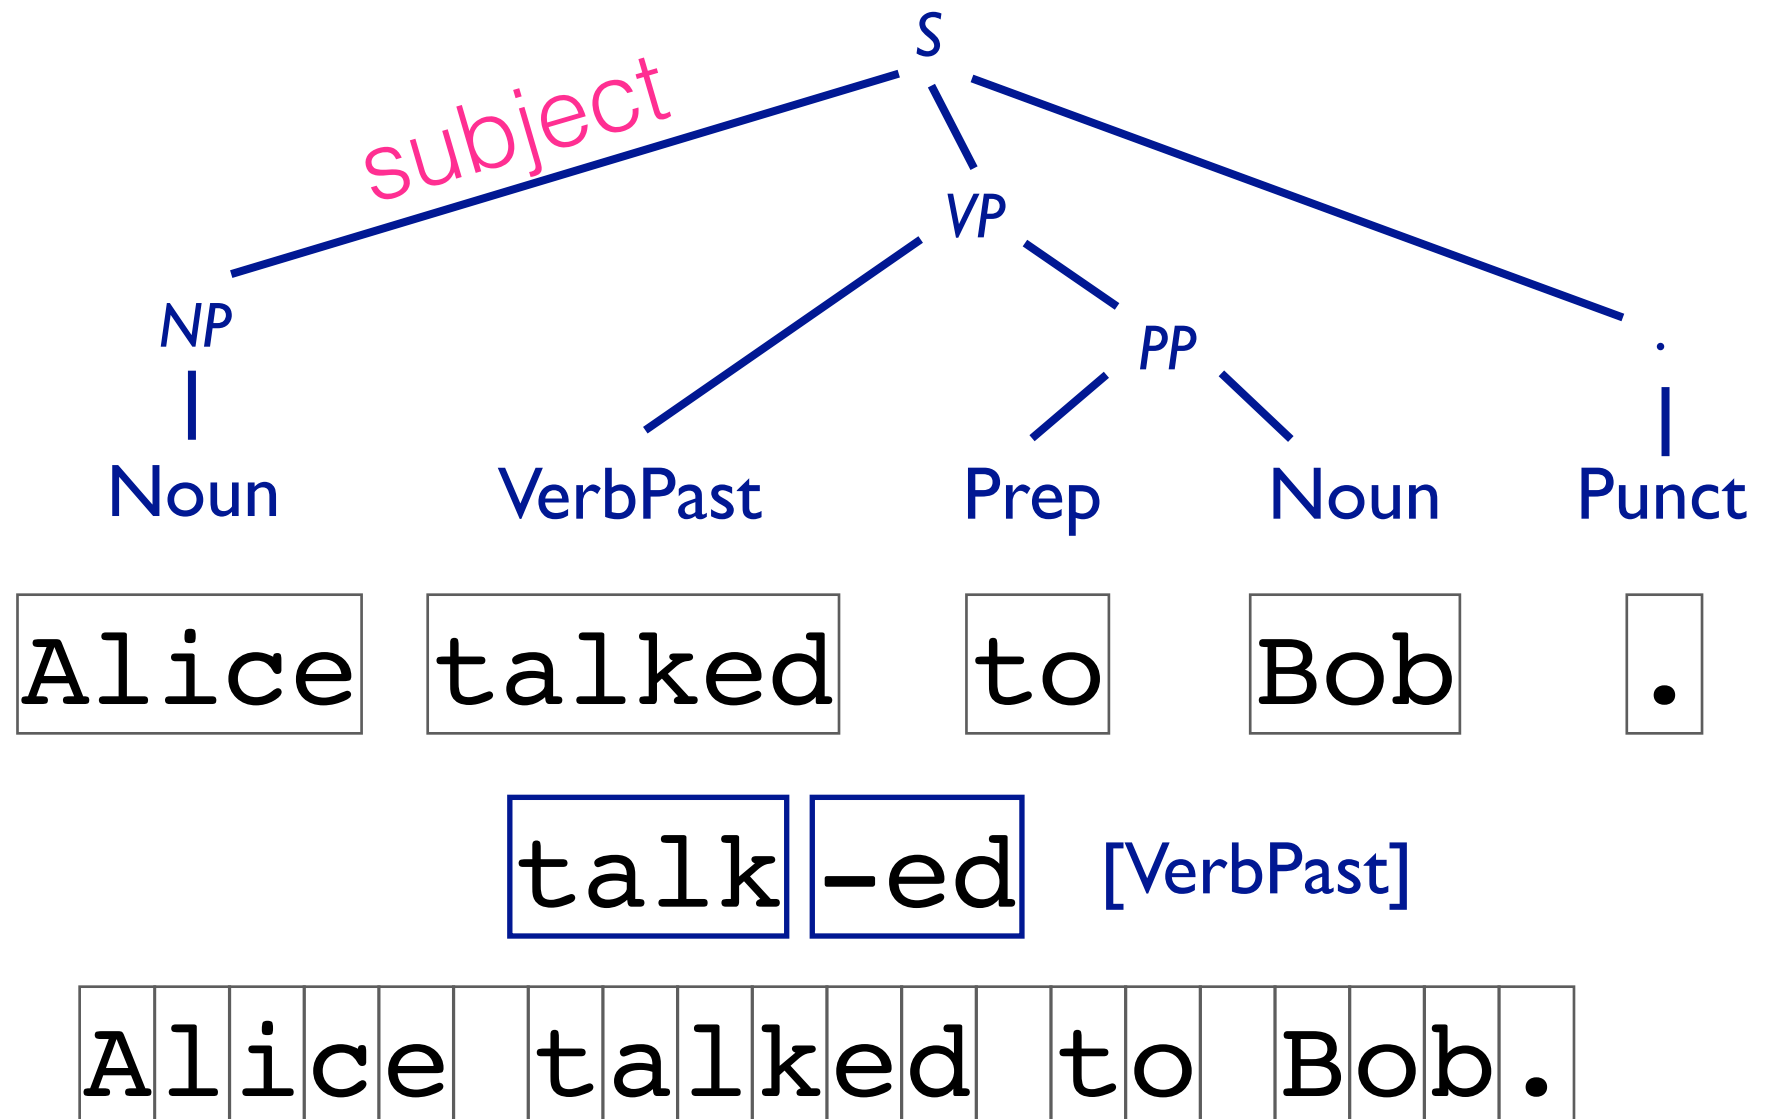 S
subject
VP
NP
PP
.
Noun VerbPast Prep Noun Punct
Alice talked to Bob .
talk -ed [VerbPast]
Alice talked to Bob.